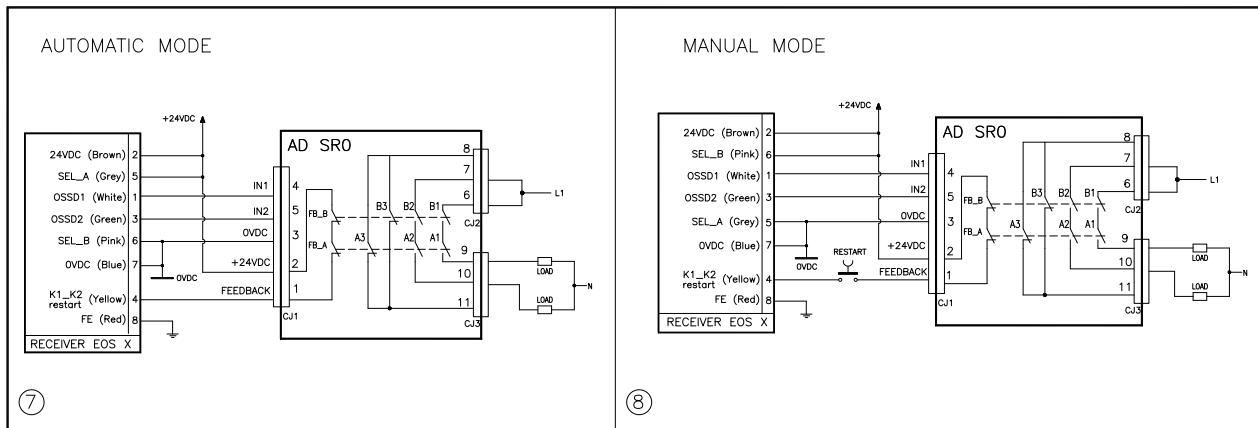 AUTOMATIC MODE
+24VDC
24VDC (Brown) 2
SEL_A (Grey) 5
OSSD1 (White) 1
OSSD2 (Green) 3
SEL_B (Pink) 6
0VDC (Blue) 7
K1_K2 (Yellow) 4
restart
FE (Red) 8
RECEIVER EOS X
0VDC
IN1
IN2
0VDC
+24VDC
FEEDBACK
AD SR0
4
5
3
2
1
CJ1
FB_B
FB_A
A3
B3
B2
B1
A2
A1
8
7
6
CJ2
9
10
11
CJ3
L1
LOAD
LOAD
N
7
MANUAL MODE
+24VDC
24VDC (Brown) 2
SEL_B (Pink) 6
OSSD1 (White) 1
OSSD2 (Green) 3
SEL_A (Grey) 5
0VDC (Blue) 7
K1_K2 (Yellow) 4
restart
FE (Red) 8
RECEIVER EOS X
0VDC
RESTART
IN1
IN2
0VDC
+24VDC
FEEDBACK
AD SR0
4
5
3
2
1
CJ1
FB_B
FB_A
A3
B3
B2
B1
A2
A1
8
7
6
CJ2
9
10
11
CJ3
L1
LOAD
LOAD
N
8